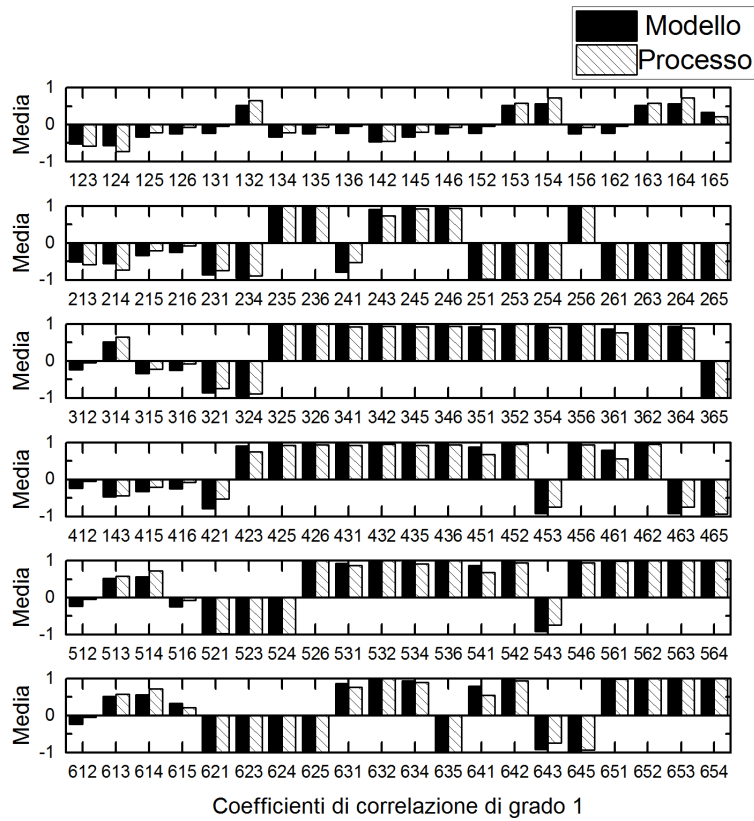 Modello
Processo
Media
1
0
-1
123 124 125 126 131 132 134 135 136 142 145 146 152 153 154 156 162 163 164 165
Media
1
0
-1
213 214 215 216 231 234 235 236 241 243 245 246 251 253 254 256 261 263 264 265
Media
1
0
-1
312 314 315 316 321 324 325 326 341 342 345 346 351 352 354 356 361 362 364 365
Media
1
0
-1
412 143 415 416 421 423 425 426 431 432 435 436 451 452 453 456 461 462 463 465
Media
1
0
-1
512 513 514 516 521 523 524 526 531 532 534 536 541 542 543 546 561 562 563 564
Media
1
0
-1
612 613 614 615 621 623 624 625 631 632 634 635 641 642 643 645 651 652 653 654
Coefficienti di correlazione di grado 1